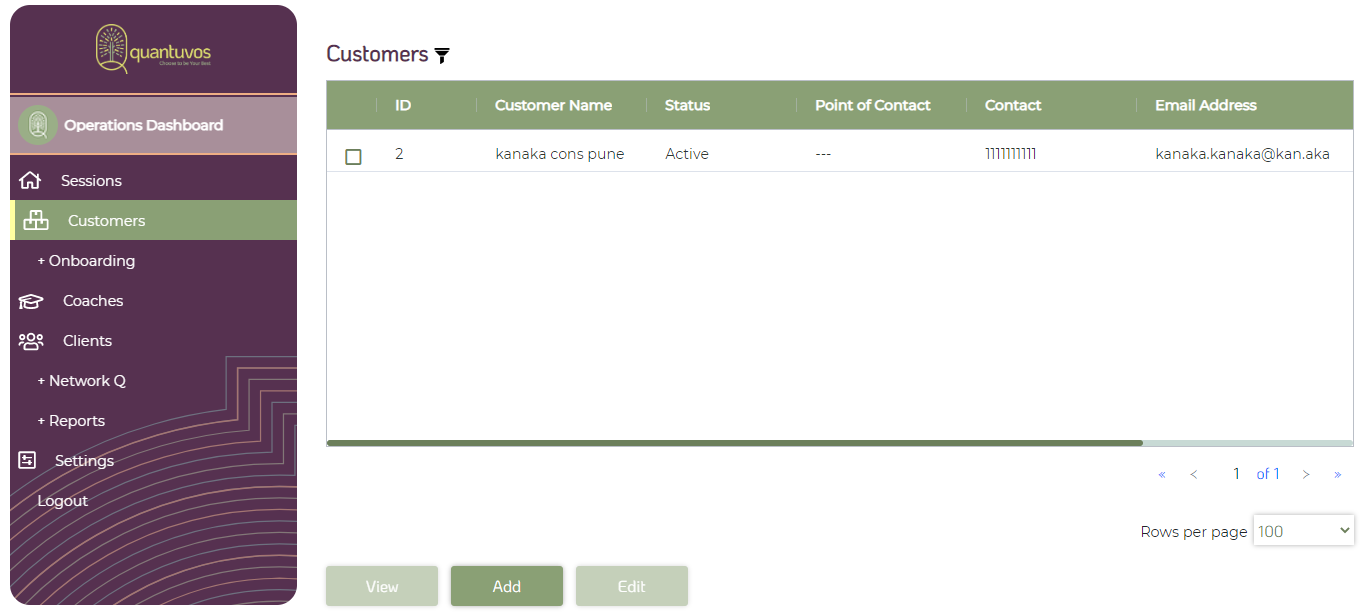 quantuvos
Choose to be Your Best
Operations Dashboard
Sessions
Customers
+ Onboarding
Coaches
Clients
+ Network Q
+ Reports
Settings
Logout
Customers
ID Customer Name Status Point of Contact Contact Email Address
2 kanaka cons pune Active --- 1111111111 kanaka.kanaka@kan.aka
« < 1 of 1 > »
Rows per page 100
View Add Edit